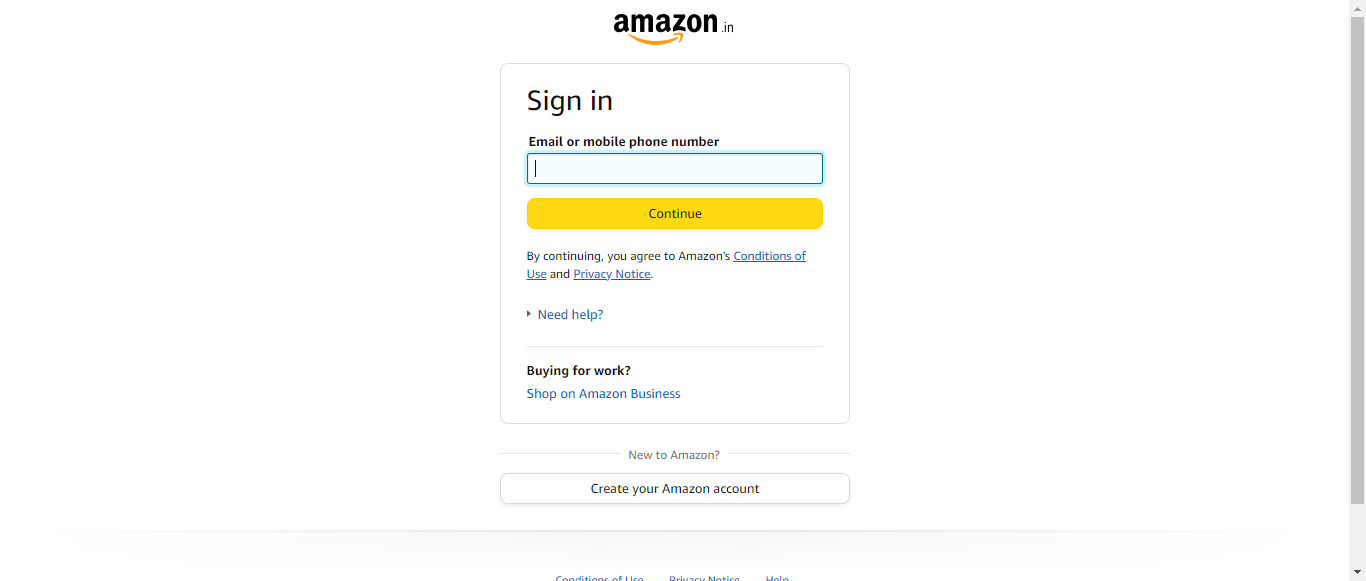 amazon.in
Sign in
Email or mobile phone number
Continue
By continuing, you agree to Amazon's Conditions of
Use and Privacy Notice.
Need help?
Buying for work?
Shop on Amazon Business
New to Amazon?
Create your Amazon account
Conditions of Use Privacy Notice Help